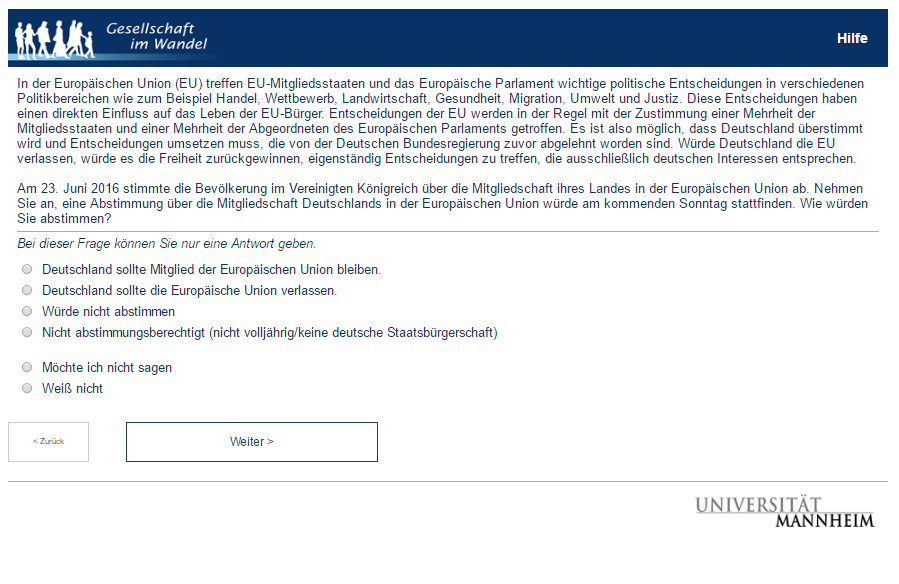 Gesellschaft
im Wandel
Hilfe
In der Europäischen Union (EU) treffen EU-Mitgliedsstaaten und das Europäische Parlament wichtige politische Entscheidungen in verschiedenen
Politikbereichen wie zum Beispiel Handel, Wettbewerb, Landwirtschaft, Gesundheit, Migration, Umwelt und Justiz. Diese Entscheidungen haben
einen direkten Einfluss auf das Leben der EU-Bürger. Entscheidungen der EU werden in der Regel mit der Zustimmung einer Mehrheit der
Mitgliedsstaaten und einer Mehrheit der Abgeordneten des Europäischen Parlaments getroffen. Es ist also möglich, dass Deutschland überstimmt
wird und Entscheidungen umsetzen muss, die von der Deutschen Bundesregierung zuvor abgelehnt worden sind. Würde Deutschland die EU
verlassen, würde es die Freiheit zurückgewinnen, eigenständig Entscheidungen zu treffen, die ausschließlich deutschen Interessen entsprechen.
Am 23. Juni 2016 stimmte die Bevölkerung im Vereinigten Königreich über die Mitgliedschaft ihres Landes in der Europäischen Union ab. Nehmen
Sie an, eine Abstimmung über die Mitgliedschaft Deutschlands in der Europäischen Union würde am kommenden Sonntag stattfinden. Wie würden
Sie abstimmen?
Bei dieser Frage können Sie nur eine Antwort geben.
Deutschland sollte Mitglied der Europäischen Union bleiben.
Deutschland sollte die Europäische Union verlassen.
Würde nicht abstimmen
Nicht abstimmungsberechtigt (nicht volljährig/keine deutsche Staatsbürgerschaft)
Möchte ich nicht sagen
Weiß nicht
< Zurück
Weiter >
UNIVERSITÄT
MANNHEIM